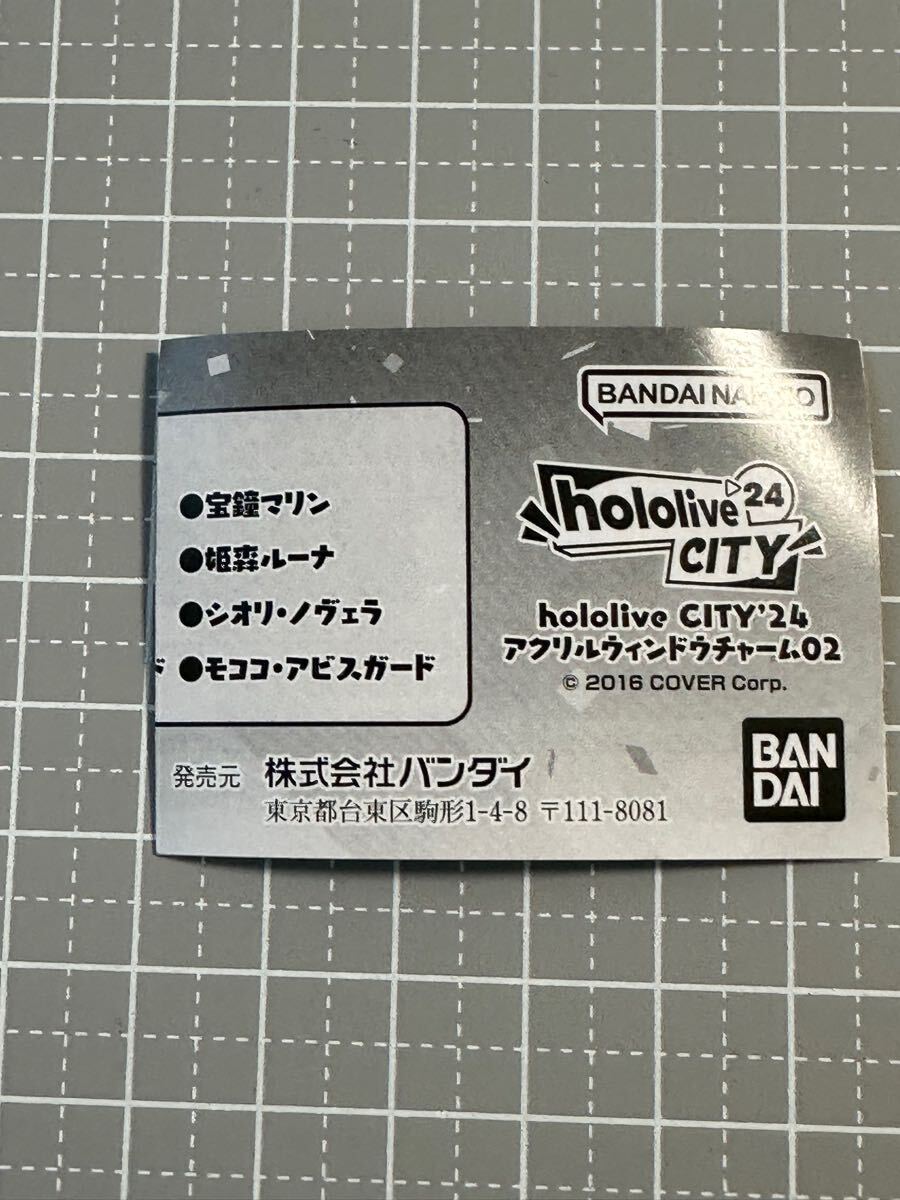 BANDAI NAMCO
hololive 24
CITY
hololive CITY'24
アクリルウィンドウチャーム02
© 2016 COVER Corp.
●宝鐘マリン
●姫森ルーナ
●シオリ・ノヴェラ
ド ●モココ・アビスガード
発売元 株式会社バンダイ
東京都台東区駒形1-4-8 〒111-8081
BAN
DAI